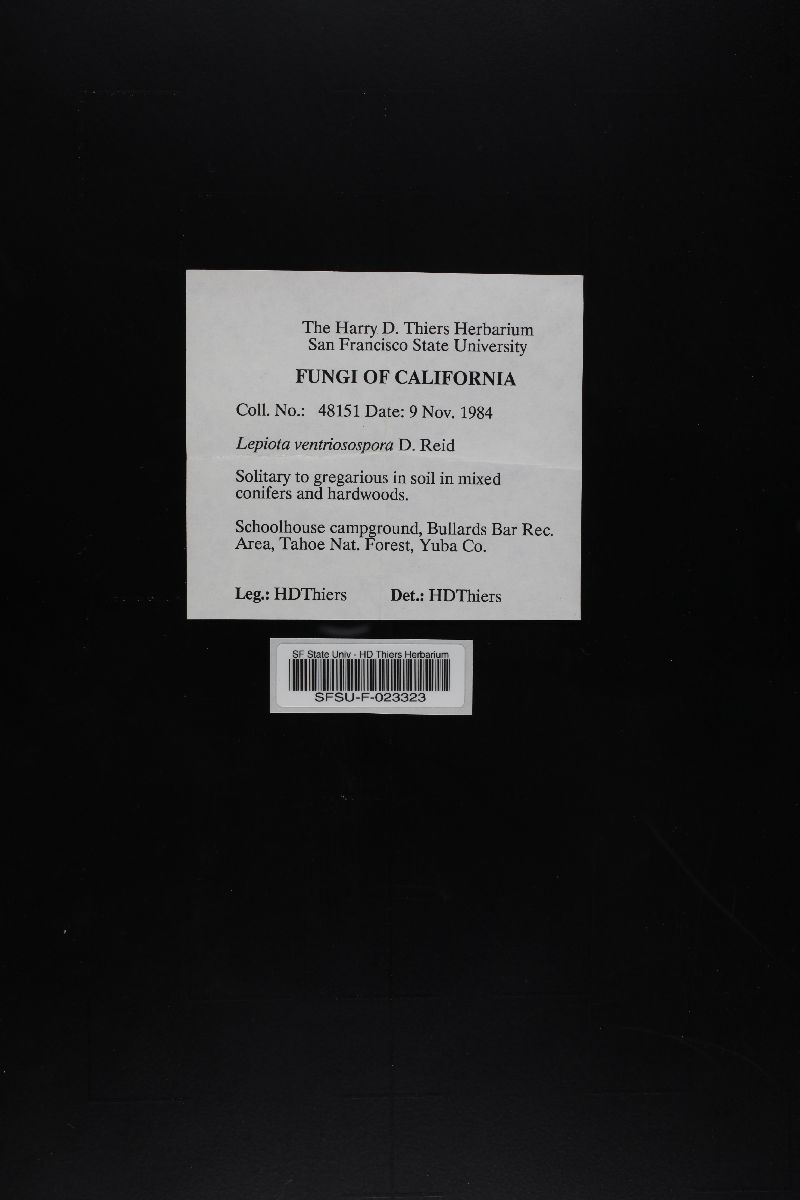 The Harry D. Thiers Herbarium
San Francisco State University
FUNGI OF CALIFORNIA
Coll. No.: 48151 Date: 9 Nov. 1984
Lepiota ventriosospora D. Reid
Solitary to gregarious in soil in mixed
conifers and hardwoods.
Schoolhouse campground, Bullards Bar Rec.
Area, Tahoe Nat. Forest, Yuba Co.
Leg.: HDThiers Det.: HDThiers
SF State Univ - HD Thiers Herbarium
SFSU-F-023323